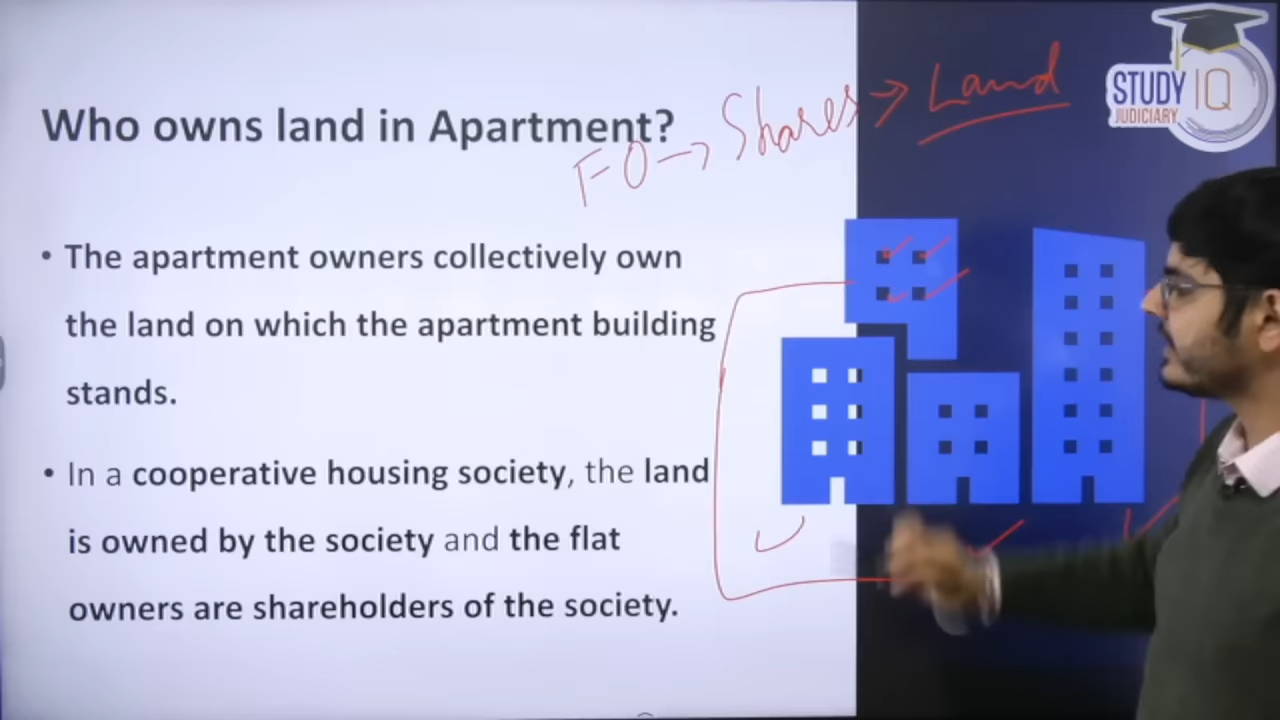 Who owns land in Apartment?
FO → Shares → Land
STUDY IQ
JUDICIARY
• The apartment owners collectively own
the land on which the apartment building
stands.
• In a cooperative housing society, the land
is owned by the society and the flat
owners are shareholders of the society.